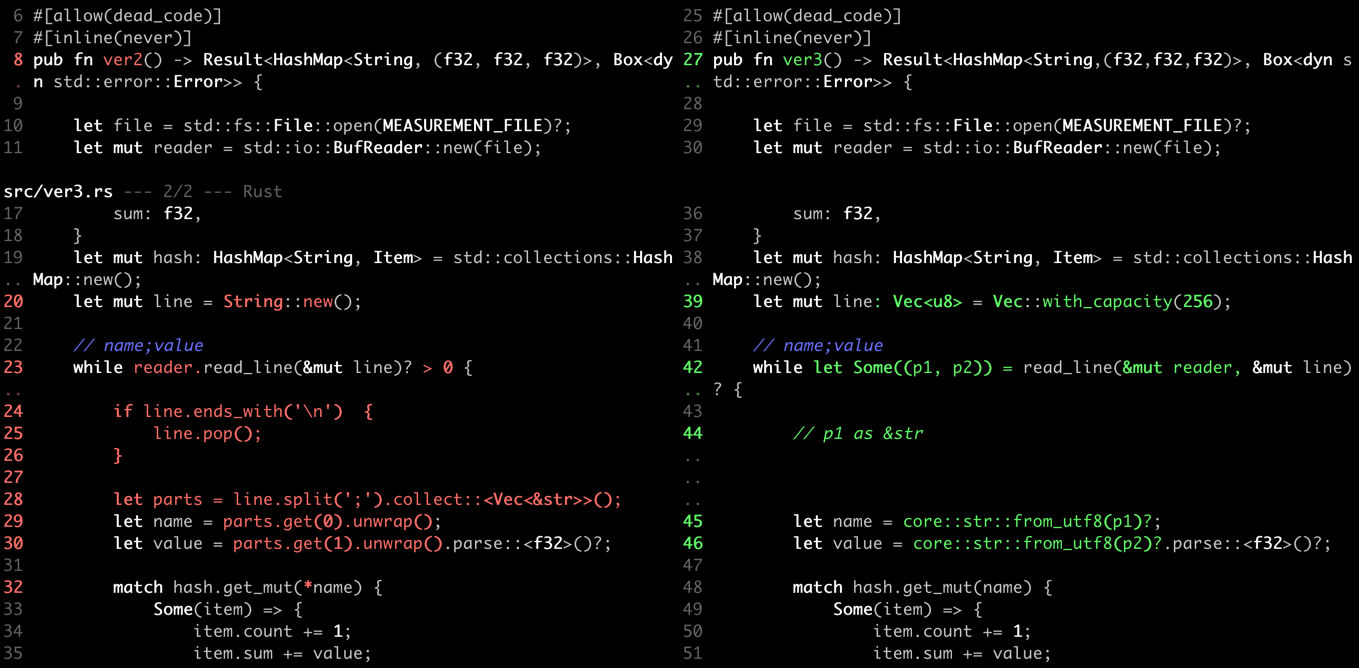 6 #[allow(dead_code)]
7 #[inline(never)]
8 pub fn ver2() -> Result<HashMap<String, (f32, f32, f32)>, Box<dy
. n std::error::Error>> {
9
10 let file = std::fs::File::open(MEASUREMENT_FILE)?;
11 let mut reader = std::io::BufReader::new(file);
25 #[allow(dead_code)]
26 #[inline(never)]
27 pub fn ver3() -> Result<HashMap<String,(f32,f32,f32)>, Box<dyn s
.. td::error::Error>> {
28
29 let file = std::fs::File::open(MEASUREMENT_FILE)?;
30 let mut reader = std::io::BufReader::new(file);
src/ver3.rs --- 2/2 --- Rust
17 sum: f32,
18 }
19 let mut hash: HashMap<String, Item> = std::collections::Hash
.. Map::new();
20 let mut line = String::new();
21
22 // name;value
23 while reader.read_line(&mut line)? > 0 {
..
24 if line.ends_with('\n')  {
25 line.pop();
26 }
27
28 let parts = line.split(';').collect::<Vec<&str>>();
29 let name = parts.get(0).unwrap();
30 let value = parts.get(1).unwrap().parse::<f32>()?;
31
32 match hash.get_mut(*name) {
33 Some(item) => {
34 item.count += 1;
35 item.sum += value;
36 sum: f32,
37 }
38 let mut hash: HashMap<String, Item> = std::collections::Hash
.. Map::new();
39 let mut line: Vec<u8> = Vec::with_capacity(256);
40
41 // name;value
42 while let Some((p1, p2)) = read_line(&mut reader, &mut line)
.. ? {
43
44 // p1 as &str
..
..
..
45 let name = core::str::from_utf8(p1)?;
46 let value = core::str::from_utf8(p2)?.parse::<f32>()?;
47
48 match hash.get_mut(name) {
49 Some(item) => {
50 item.count += 1;
51 item.sum += value;